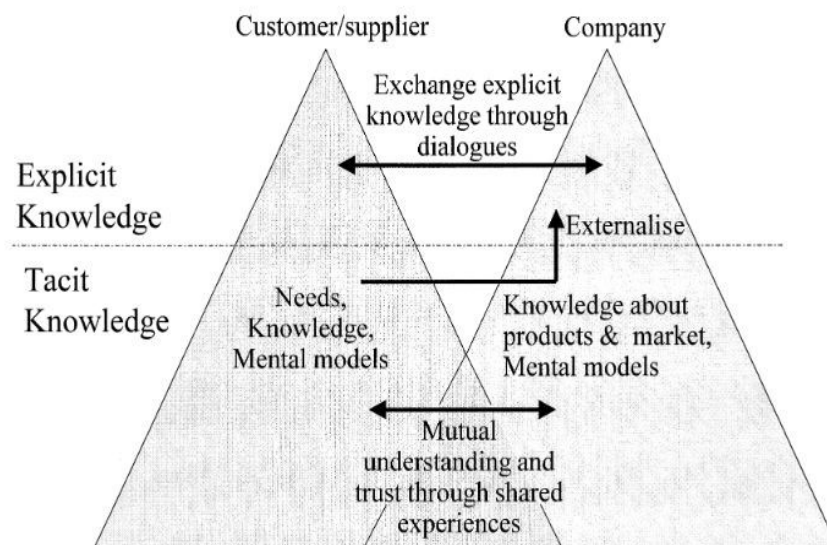 Customer/supplier
Company
Exchange explicit
knowledge through
dialogues
Explicit
Knowledge
Externalise
Tacit
Knowledge
Needs,
Knowledge,
Mental models
Knowledge about
products & market,
Mental models
Mutual
understanding and
trust through shared
experiences